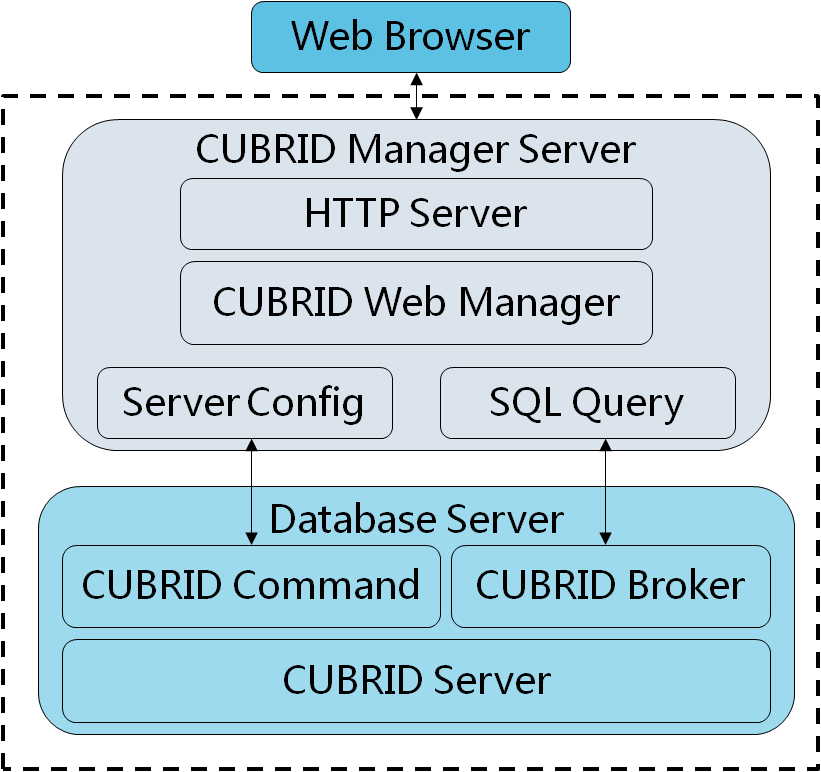 Web Browser
CUBRID Manager Server
HTTP Server
CUBRID Web Manager
Server Config
SQL Query
Database Server
CUBRID Command
CUBRID Broker
CUBRID Server